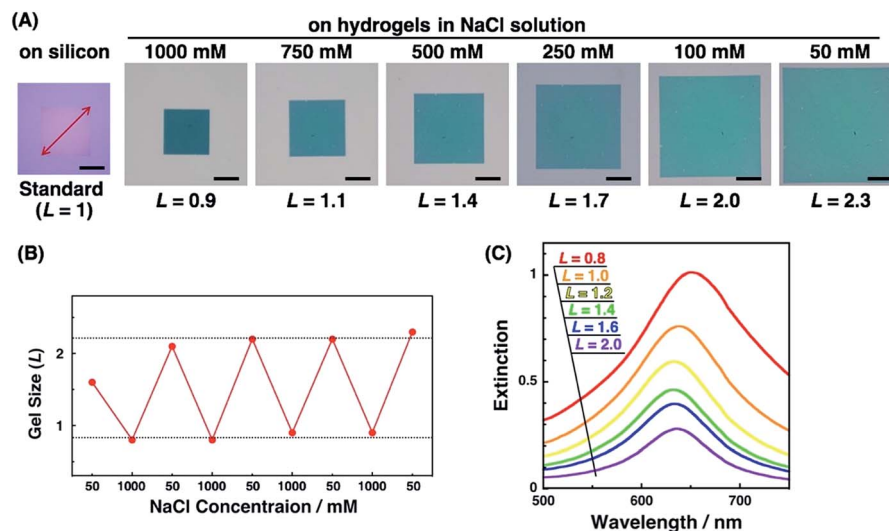 (A)
on hydrogels in NaCl solution
on silicon 1000 mM 750 mM 500 mM 250 mM 100 mM 50 mM
Standard
(L = 1)
L = 0.9 L = 1.1 L = 1.4 L = 1.7 L = 2.0 L = 2.3
(B)
Gel Size (L)
2
1
50 1000 50 1000 50 1000 50 1000 50
NaCl Concentraion / mM
(C)
Extinction
1
0.5
0
L = 0.8
L = 1.0
L = 1.2
L = 1.4
L = 1.6
L = 2.0
500 600 700
Wavelength / nm